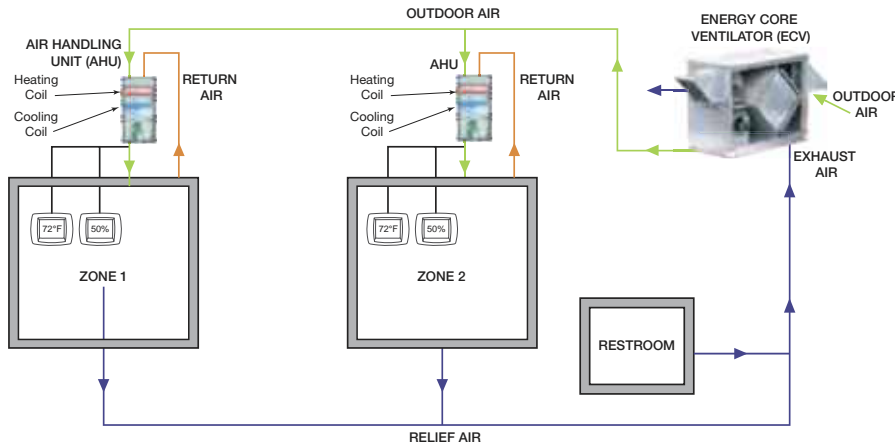 OUTDOOR AIR
ENERGY CORE
VENTILATOR (ECV)
AIR HANDLING
UNIT (AHU)
Heating
Coil
Cooling
Coil
RETURN
AIR
AHU
Heating
Coil
Cooling
Coil
RETURN
AIR
OUTDOOR
AIR
EXHAUST
AIR
72°F
50%
72°F
50%
ZONE 1
ZONE 2
RESTROOM
RELIEF AIR